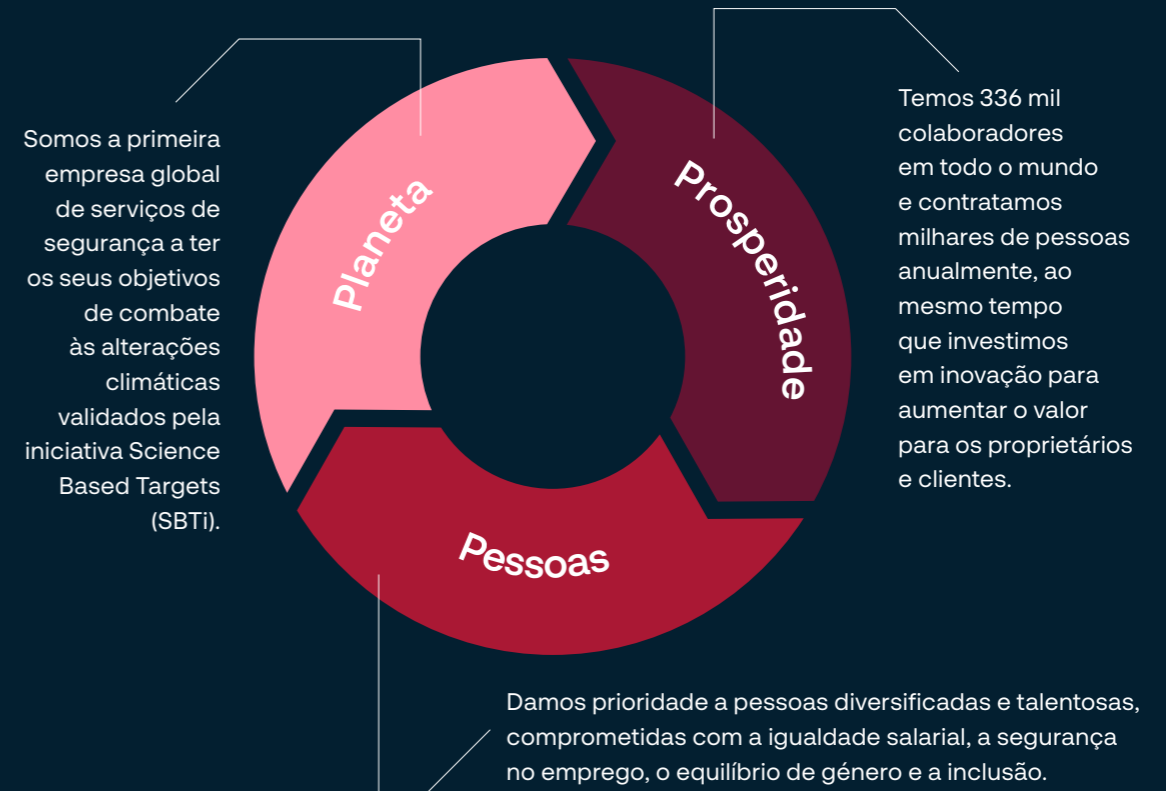 Somos a primeira
empresa global
de serviços de
segurança a ter
os seus objetivos
de combate
às alterações
climáticas
validados pela
iniciativa Science
Based Targets
(SBTi).
Planeta
Prosperidade
Temos 336 mil
colaboradores
em todo o mundo
e contratamos
milhares de pessoas
anualmente, ao
mesmo tempo
que investimos
em inovação para
aumentar o valor
para os proprietários
e clientes.
Pessoas
Damos prioridade a pessoas diversificadas e talentosas,
comprometidas com a igualdade salarial, a segurança
no emprego, o equilíbrio de género e a inclusão.